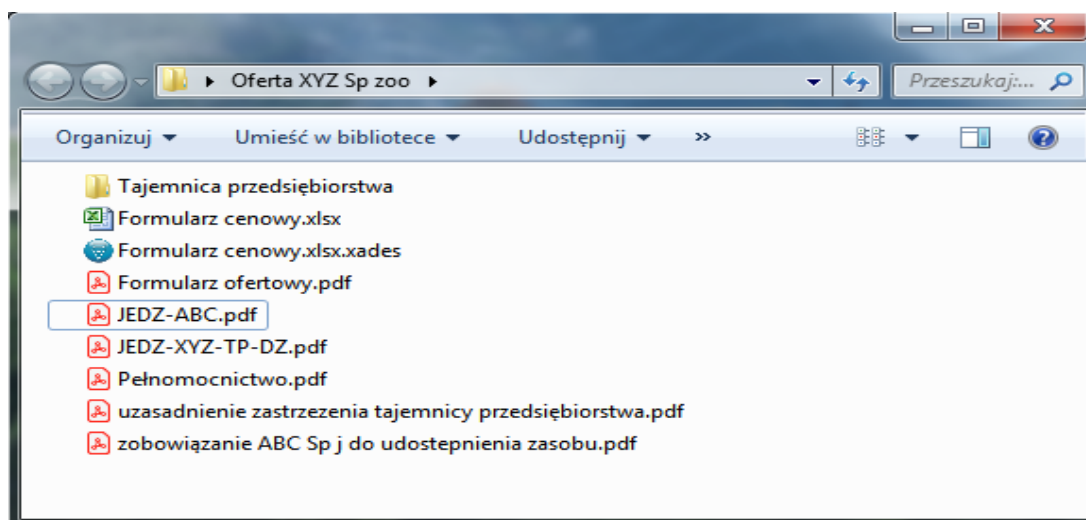 Oferta XYZ Sp zoo
Przeszukaj:...
Organizuj Umieść w bibliotece Udostępnij »
Tajemnica przedsiębiorstwa
Formularz cenowy.xlsx
Formularz cenowy.xlsx.xades
Formularz ofertowy.pdf
JEDZ-ABC.pdf
JEDZ-XYZ-TP-DZ.pdf
Pełnomocnictwo.pdf
uzasadnienie zastrzezenia tajemnicy przedsiębiorstwa.pdf
zobowiązanie ABC Sp j do udostepnienia zasobu.pdf